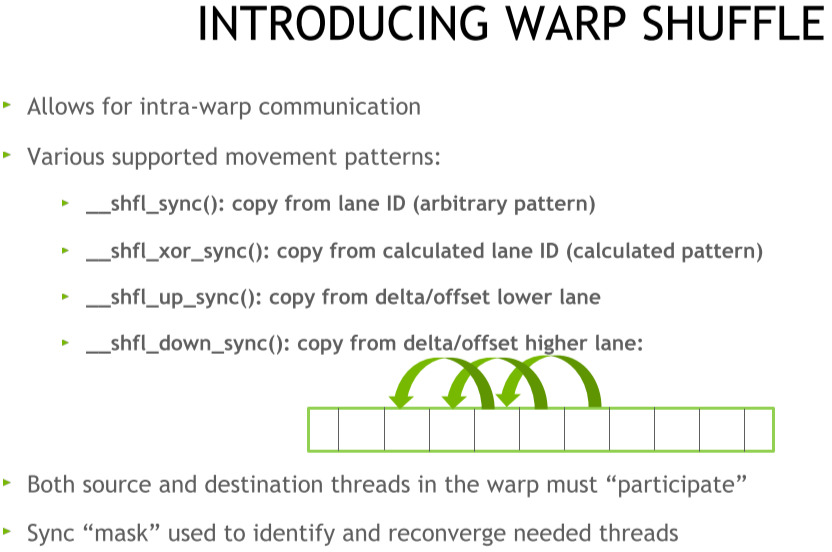 INTRODUCING WARP SHUFFLE
Allows for intra-warp communication
Various supported movement patterns:
__shfl_sync(): copy from lane ID (arbitrary pattern)
__shfl_xor_sync(): copy from calculated lane ID (calculated pattern)
__shfl_up_sync(): copy from delta/offset lower lane
__shfl_down_sync(): copy from delta/offset higher lane:
Both source and destination threads in the warp must “participate”
Sync “mask” used to identify and reconverge needed threads